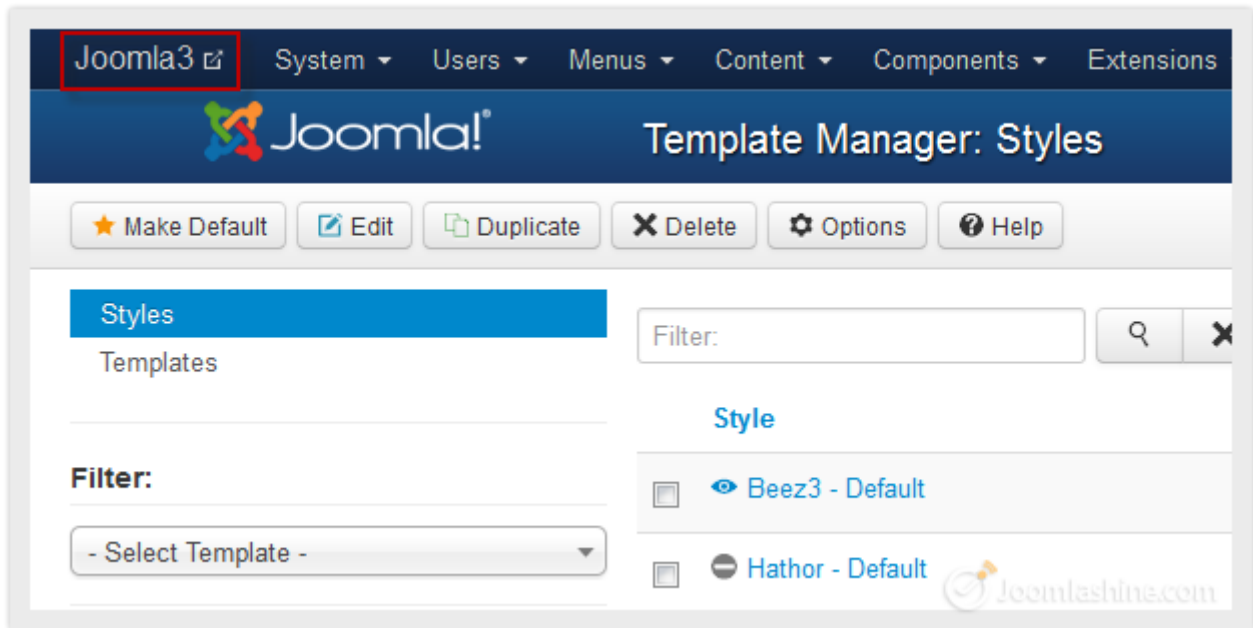 Joomla3 System Users Menus Content Components Extensions
Joomla!® Template Manager: Styles
Make Default Edit Duplicate Delete Options Help
Styles
Templates
Filter:
Style
Filter:
Beez3 - Default
- Select Template -
Hathor - Default
Joomlashine.com